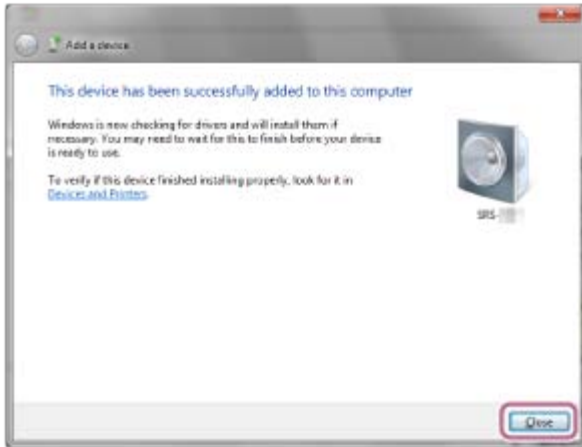 Add a device
This device has been successfully added to this computer
Windows is now checking for drivers and will install them if
necessary. You may need to wait for this to finish before your device
is ready to use.
To verify if this device finished installing properly, look for it in
Devices and Printers.
SRS-
Close